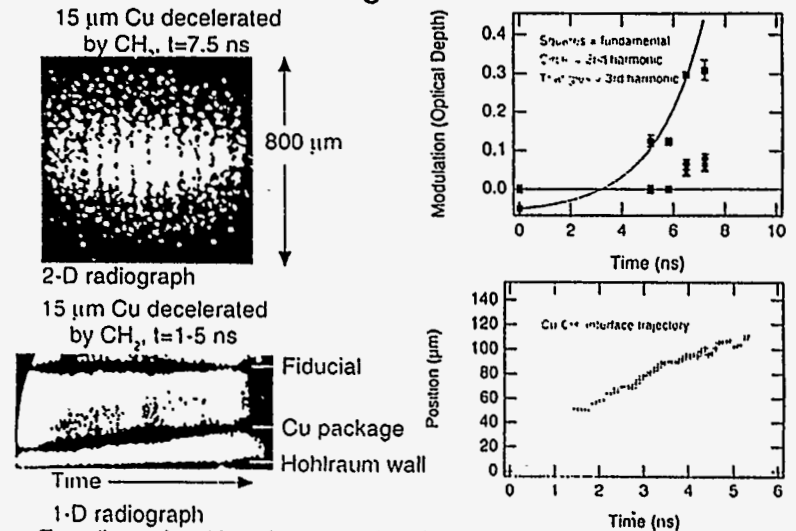 15 µm Cu decelerated
by CH₂, t=7.5 ns
800 µm
2-D radiograph
15 µm Cu decelerated
by CH₂, t=1-5 ns
Fiducial
Cu package
Hohlraum wall
Time
1-D radiograph
Modulation (Optical Depth)
0.4
0.3
0.2
0.1
0.0
Squares = fundamental
2nd harmonic
3rd harmonic
0 2 4 6 8 10
Time (ns)
Position (µm)
140
120
100
80
60
40
20
0
Cu interface trajectory
0 1 2 3 4 5 6
Time (ns)